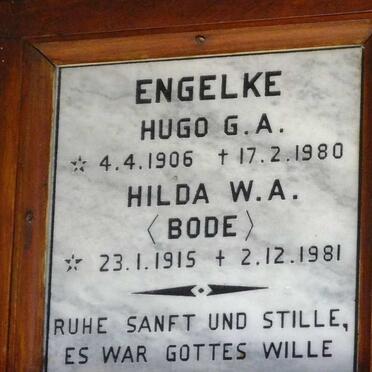 ENGELKE
HUGO G.A.
☆ 4.4.1906 † 17.2.1980
HILDA W.A.
〈BODE〉
☆ 23.1.1915 † 2.12.1981
RUHE SANFT UND STILLE,
ES WAR GOTTES WILLE